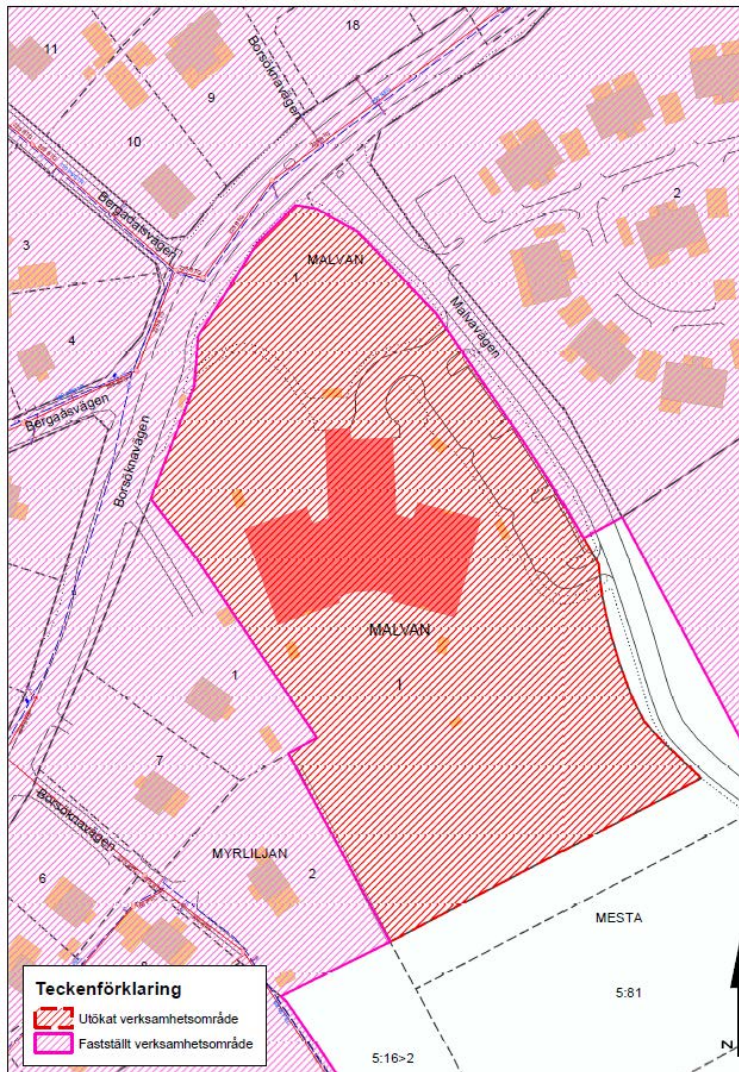 18
11
Borsöknavägen
9
10
2
Bergadalsvägen
3
MALVAN
1
4
Malvavägen
Bergaåsvägen
Borsöknavägen
MALVAN
1
1
7
Borsöknavägen
MYRLILJAN
2
6
MESTA
5:81
5:16>2
Teckenförklaring
Utökat verksamhetsområde
Fastställt verksamhetsområde
N